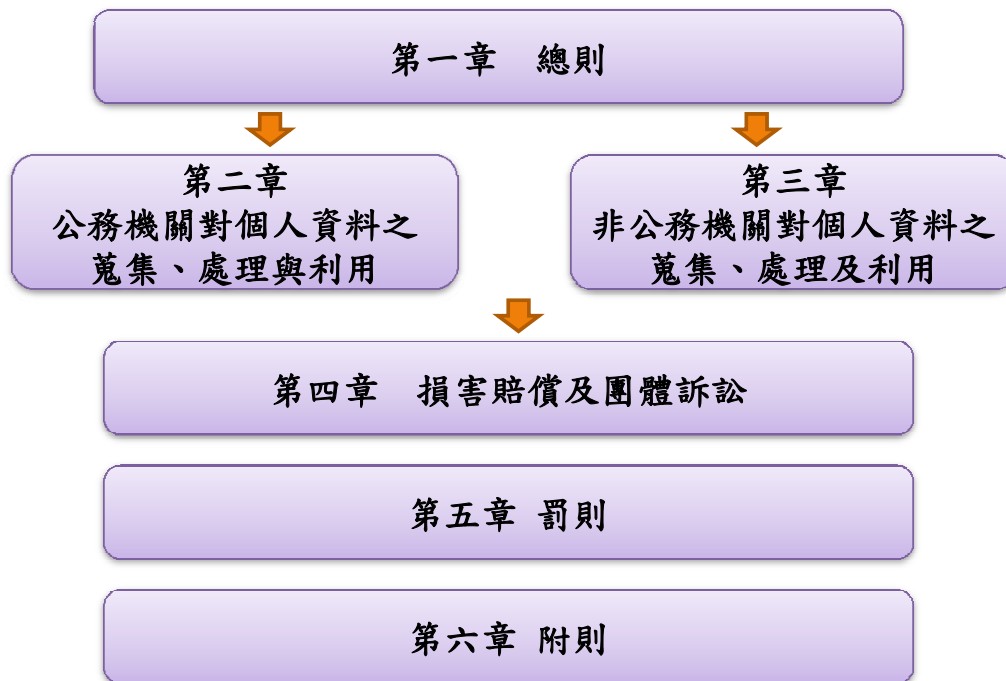 第一章　總則
第二章
公務機關對個人資料之
蒐集、處理與利用
第三章
非公務機關對個人資料之
蒐集、處理及利用
第四章　損害賠償及團體訴訟
第五章 罰則
第六章 附則